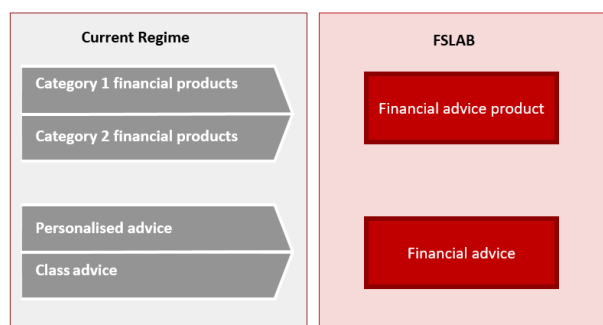 Current Regime
Category 1 financial products
Category 2 financial products
Personalised advice
Class advice
FSLAB
Financial advice product
Financial advice